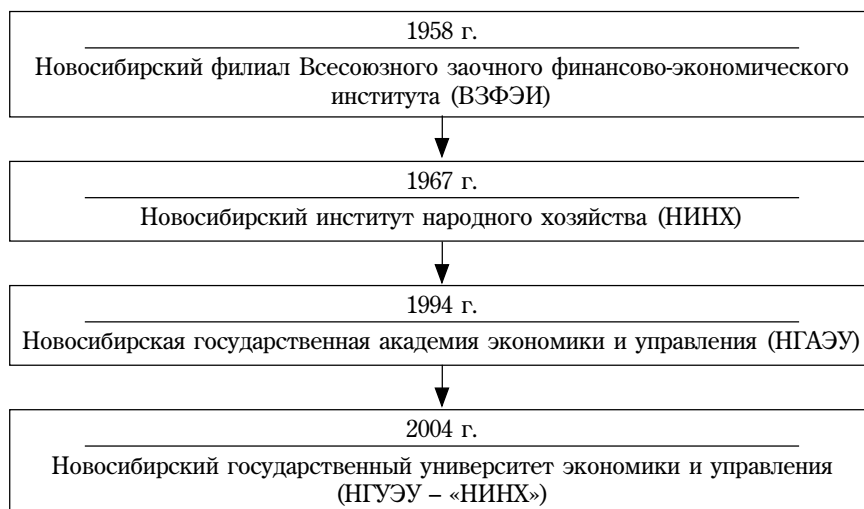 1958 г.
Новосибирский филиал Всесоюзного заочного финансово-экономического
института (ВЗФЭИ)
1967 г.
Новосибирский институт народного хозяйства (НИНХ)
1994 г.
Новосибирская государственная академия экономики и управления (НГАЭУ)
2004 г.
Новосибирский государственный университет экономики и управления
(НГУЭУ – «НИНХ»)